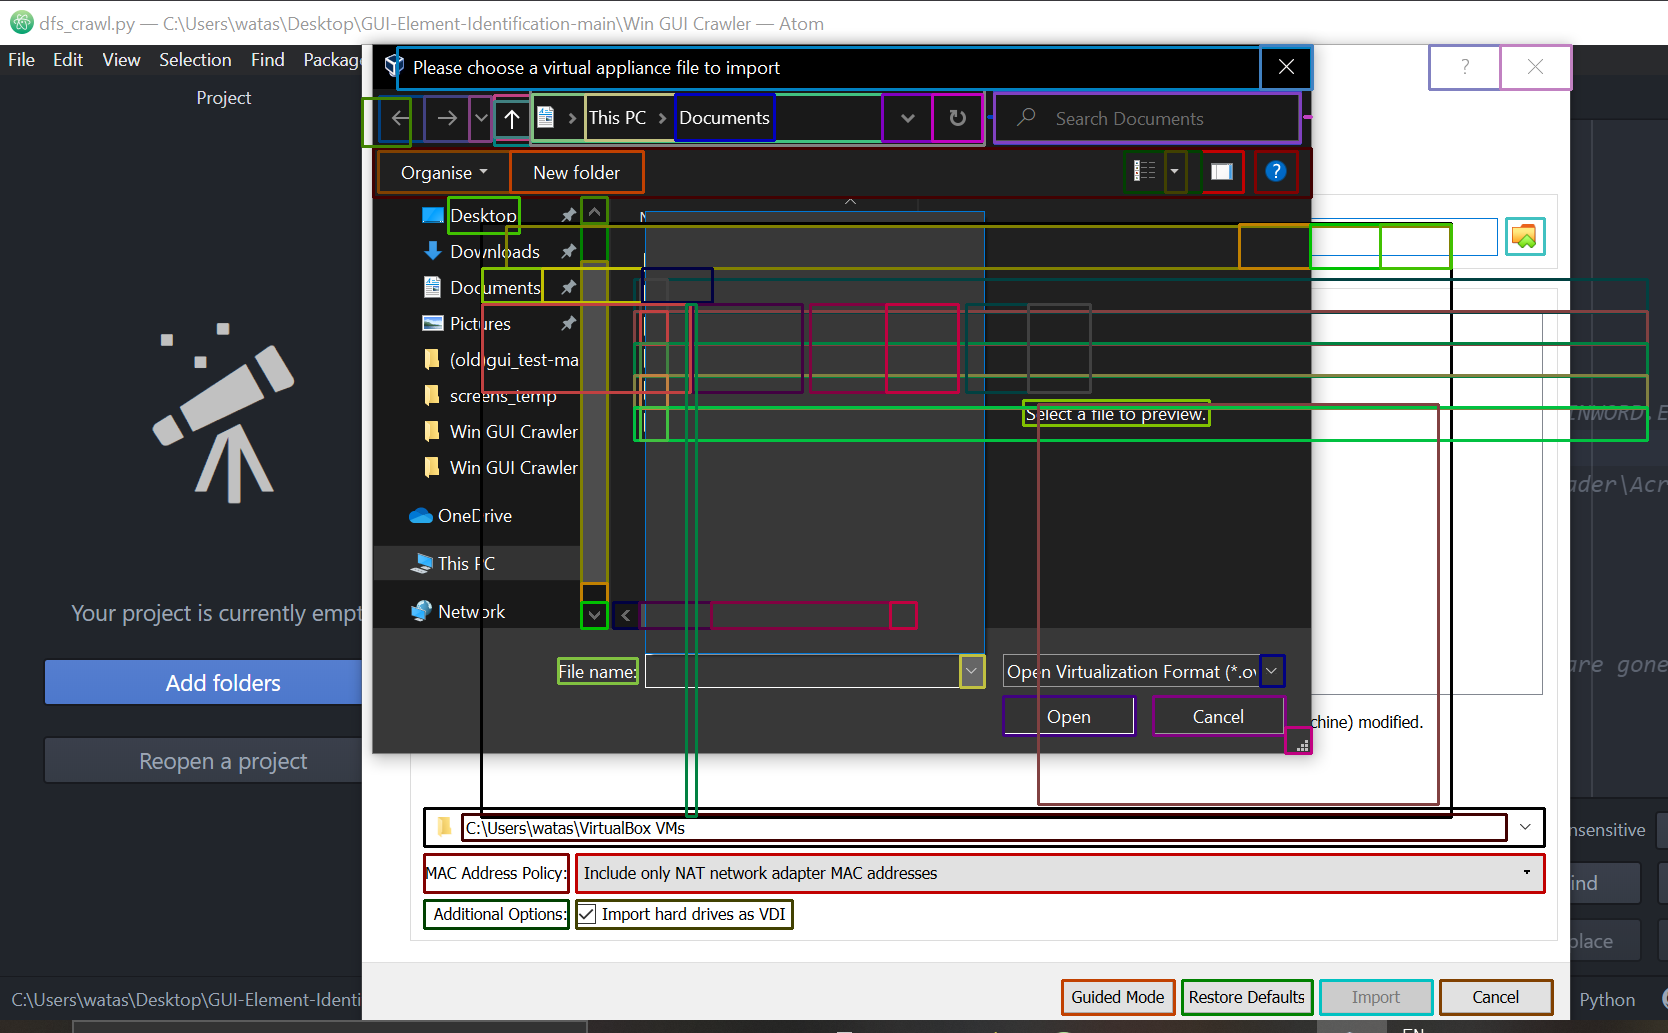 dfs_crawl.py — C:\Users\watas\Desktop\GUI-Element-Identification-main\Win GUI Crawler — Atom
File Edit View Selection Find Package
Project
Please choose a virtual appliance file to import
?
This PC
Documents
Search Documents
Organise
New folder
?
Desktop
Downloads
Documents
Pictures
(old)gui_test-ma
screens_temp
Win GUI Crawler
Win GUI Crawler
OneDrive
This PC
Network
Select a file to preview.
File name:
Open Virtualization Format (*.ov
Open
Cancel
Your project is currently empt
Add folders
Reopen a project
C:\Users\watas\Desktop\GUI-Element-Identi
chine) modified.
C:\Users\watas\VirtualBox VMs
MAC Address Policy:
Include only NAT network adapter MAC addresses
Additional Options:
Import hard drives as VDI
Guided Mode
Restore Defaults
Import
Cancel
INWORD.E
ader\Acr
are gone
nsensitive
ind
place
Python